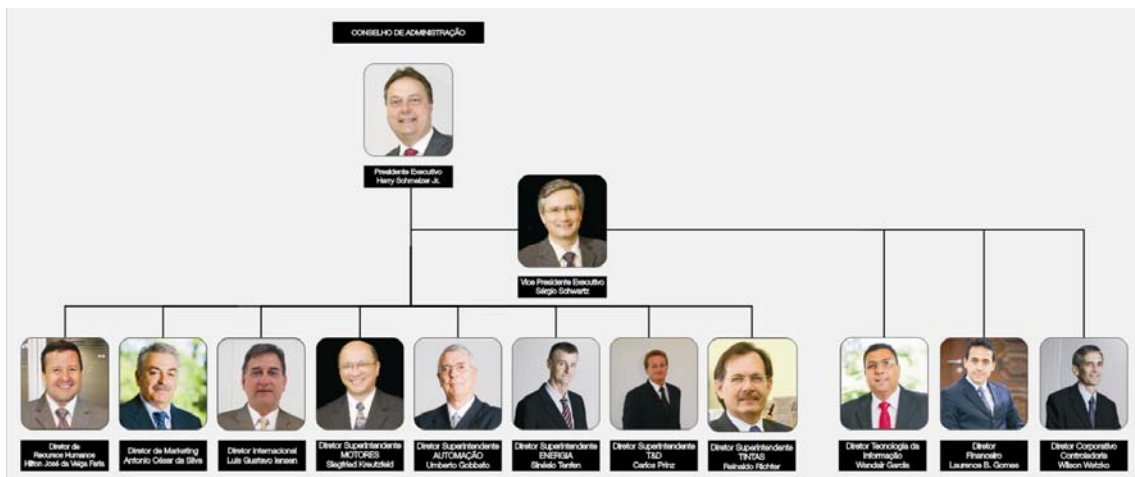 CONSELHO DE ADMINISTRAÇÃO
Presidente Executivo
Harry Schmelzer Jr.
Vice Presidente Executivo
Sérgio Schwartz
Diretor de
Recursos Humanos
Hilton José da Veiga Faria
Diretor de Marketing
Antonio César da Silva
Diretor Internacional
Luis Gustavo Iensen
Diretor Superintendente
MOTORES
Siegfried Kreutzfeld
Diretor Superintendente
AUTOMAÇÃO
Umberto Gobbato
Diretor Superintendente
ENERGIA
Sinésio Tenfen
Diretor Superintendente
T&D
Carlos Prinz
Diretor Superintendente
TINTAS
Reinaldo Richter
Diretor Tecnologia da
Informação
Wandair Garcia
Diretor
Financeiro
Laurence B. Gomes
Diretor Corporativo
Controladoria
Wilson Watzko